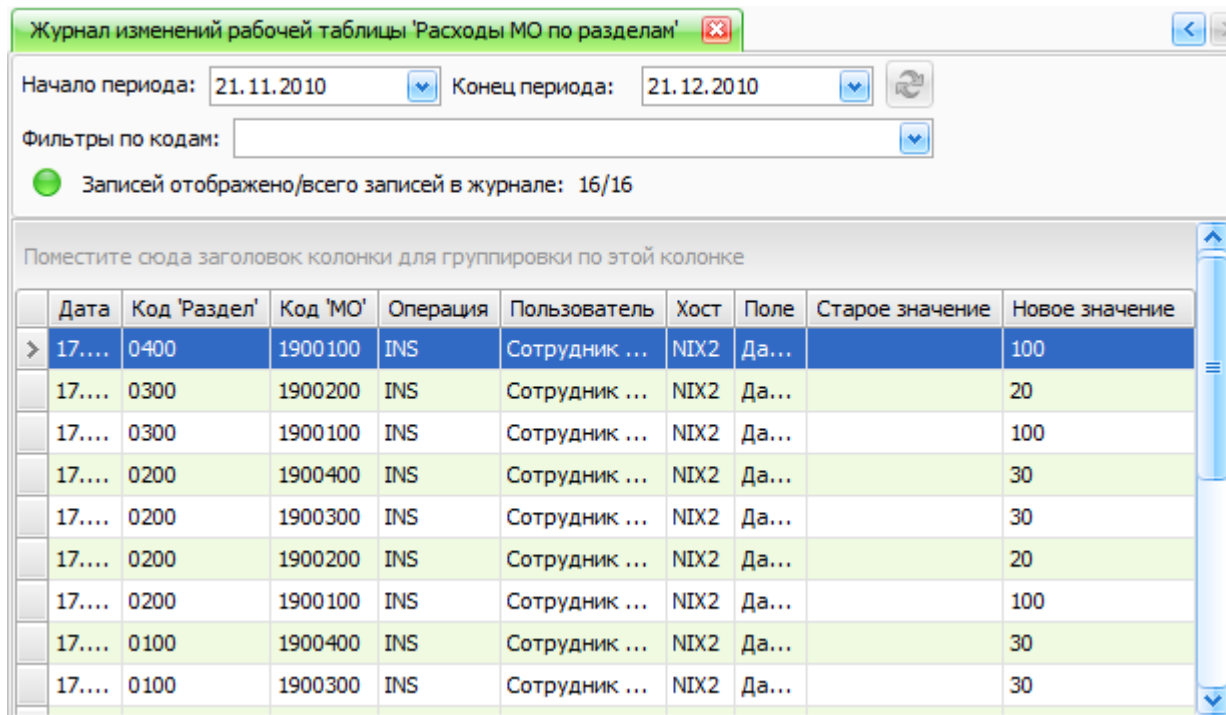 Журнал изменений рабочей таблицы 'Расходы МО по разделам'
Начало периода: 21.11.2010 Конец периода: 21.12.2010
Фильтры по кодам:
Записей отображено/всего записей в журнале: 16/16
Поместите сюда заголовок колонки для группировки по этой колонке
Дата Код 'Раздел' Код 'МО' Операция Пользователь Хост Поле Старое значение Новое значение
17.... 0400 1900100 INS Сотрудник ... NIX2 Да... 100
17.... 0300 1900200 INS Сотрудник ... NIX2 Да... 20
17.... 0300 1900100 INS Сотрудник ... NIX2 Да... 100
17.... 0200 1900400 INS Сотрудник ... NIX2 Да... 30
17.... 0200 1900300 INS Сотрудник ... NIX2 Да... 30
17.... 0200 1900200 INS Сотрудник ... NIX2 Да... 20
17.... 0200 1900100 INS Сотрудник ... NIX2 Да... 100
17.... 0100 1900400 INS Сотрудник ... NIX2 Да... 30
17.... 0100 1900300 INS Сотрудник ... NIX2 Да... 30